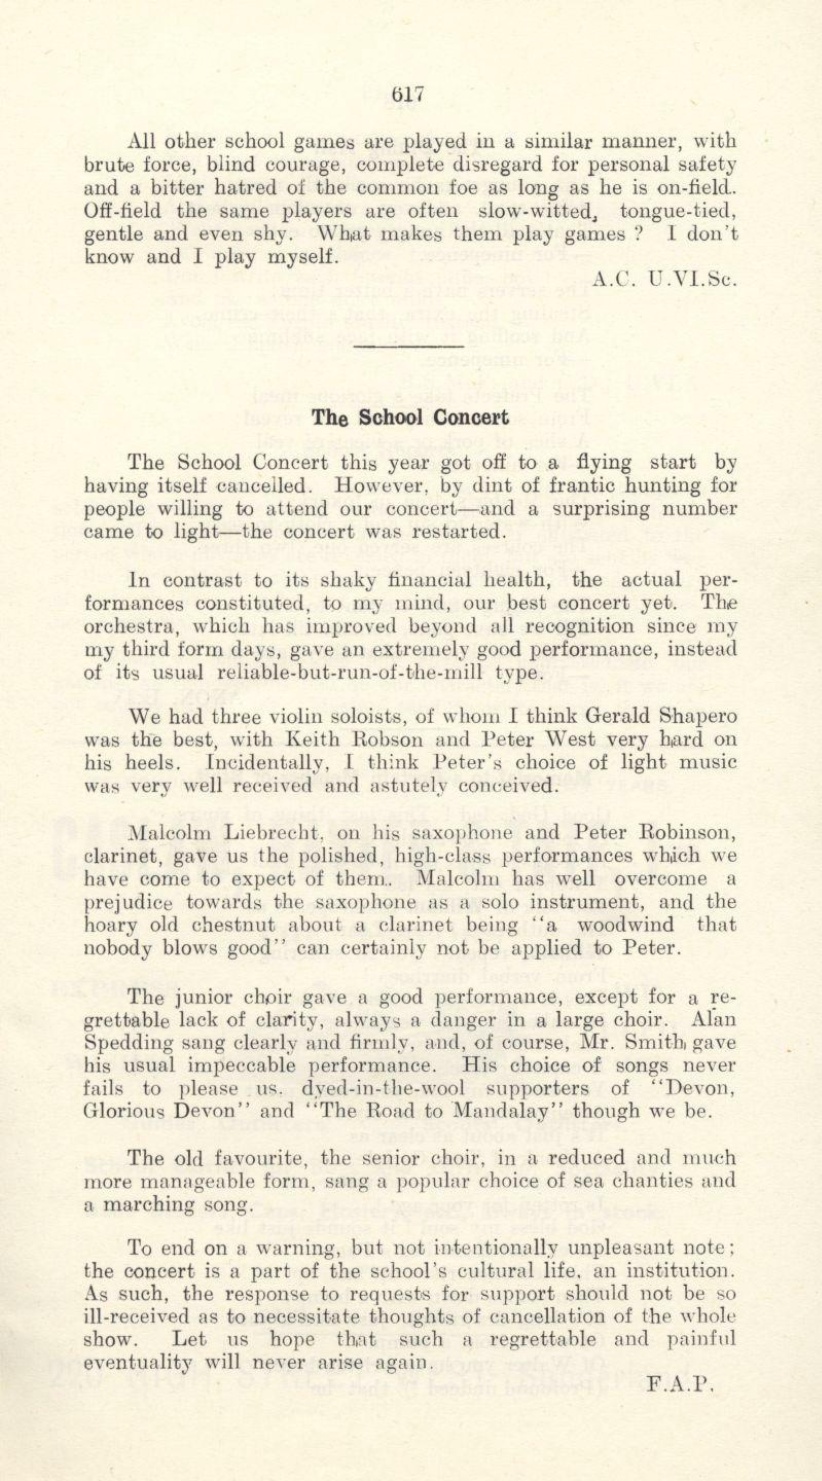 617
All other school games are played in a similar manner, with
brute force, blind courage, complete disregard for personal safety
and a bitter hatred of the common foe as long as he is on-field.
Off-field the same players are often slow-witted, tongue-tied,
gentle and even shy. What makes them play games ? I don't
know and I play myself.
A.C. U.VI.Sc.
The School Concert
The School Concert this year got off to a flying start by
having itself cancelled. However, by dint of frantic hunting for
people willing to attend our concert—and a surprising number
came to light—the concert was restarted.
In contrast to its shaky financial health, the actual per-
formances constituted, to my mind, our best concert yet. The
orchestra, which has improved beyond all recognition since my
my third form days, gave an extremely good performance, instead
of its usual reliable-but-run-of-the-mill type.
We had three violin soloists, of whom I think Gerald Shapero
was the best, with Keith Robson and Peter West very hard on
his heels. Incidentally, I think Peter's choice of light music
was very well received and astutely conceived.
Malcolm Liebrecht, on his saxophone and Peter Robinson,
clarinet, gave us the polished, high-class performances which we
have come to expect of them.. Malcolm has well overcome a
prejudice towards the saxophone as a solo instrument, and the
hoary old chestnut about a clarinet being "a woodwind that
nobody blows good" can certainly not be applied to Peter.
The junior choir gave a good performance, except for a re-
grettable lack of clarity, always a danger in a large choir. Alan
Spedding sang clearly and firmly, and, of course, Mr. Smith gave
his usual impeccable performance. His choice of songs never
fails to please us. dyed-in-the-wool supporters of "Devon,
Glorious Devon" and "The Road to Mandalay" though we be.
The old favourite, the senior choir, in a reduced and much
more manageable form, sang a popular choice of sea chanties and
a marching song.
To end on a warning, but not intentionally unpleasant note;
the concert is a part of the school's cultural life, an institution.
As such, the response to requests for support should not be so
ill-received as to necessitate thoughts of cancellation of the whole
show. Let us hope that such a regrettable and painful
eventuality will never arise again.
F.A.P.